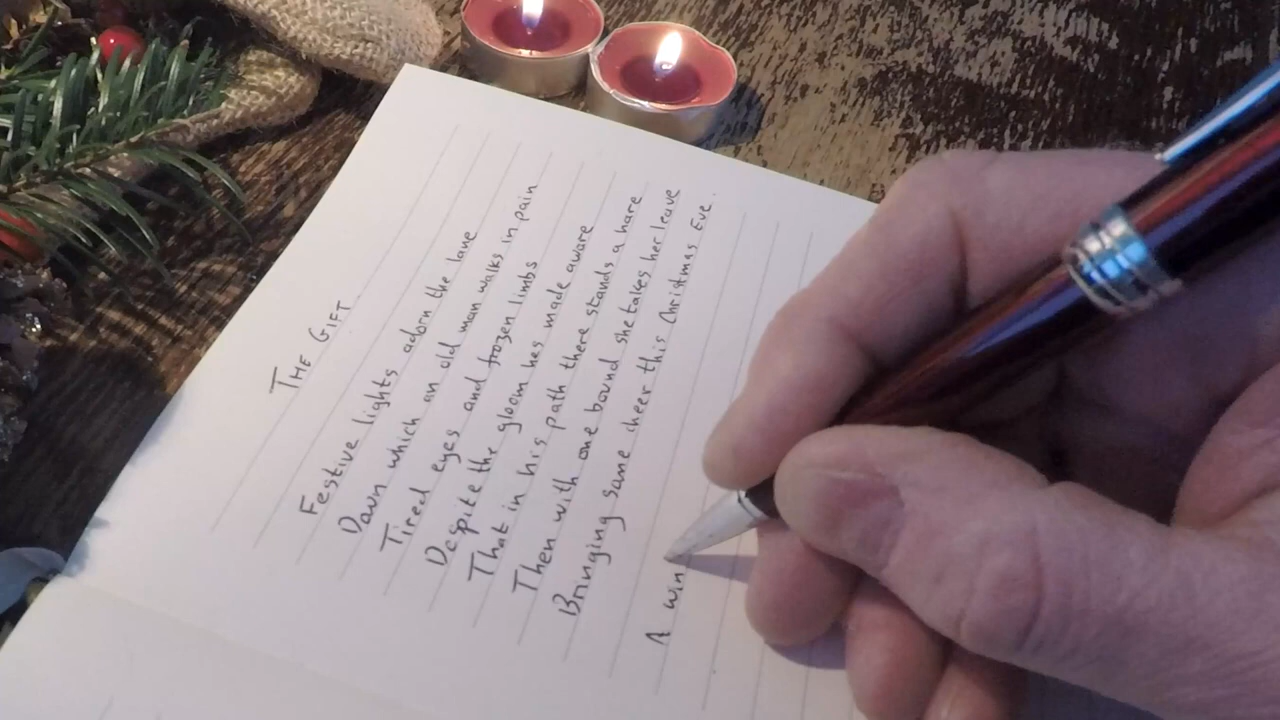 THE GIFT
Festive lights adorn the lane
Down which an old man walks in pain
Tired eyes and frozen limbs
Despite the gloom has made aware
That in his path there stands a hare
Then with one bound she takes her leave
Bringing some cheer this Christmas Eve.
A win